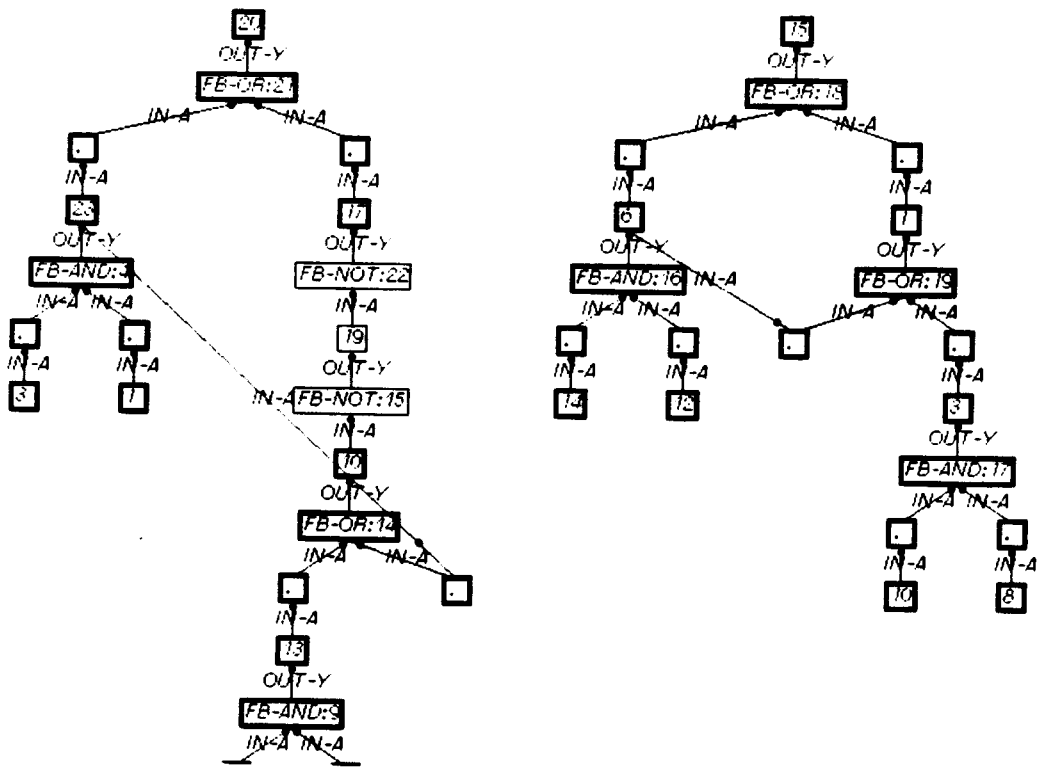 20
OUT-Y
FB-OR:21
IN-A IN-A
. .
IN-A IN-A
23 17
OUT-Y OUT-Y
FB-AND:4 FB-NOT:22
IN-A IN-A IN-A
. . 19
IN-A IN-A OUT-Y
3 1 IN-A FB-NOT:15
IN-A
10
OUT-Y
FB-OR:14
IN-A IN-A
. .
IN-A
13
OUT-Y
FB-AND:9
IN-A IN-A
15
OUT-Y
FB-OR:18
IN-A IN-A
. .
IN-A IN-A
6 1
OUT-Y OUT-Y
FB-AND:16 IN-A FB-OR:19
IN-A IN-A IN-A IN-A
. . . .
IN-A IN-A IN-A
14 12 3
OUT-Y
FB-AND:17
IN-A IN-A
. .
IN-A IN-A
10 8